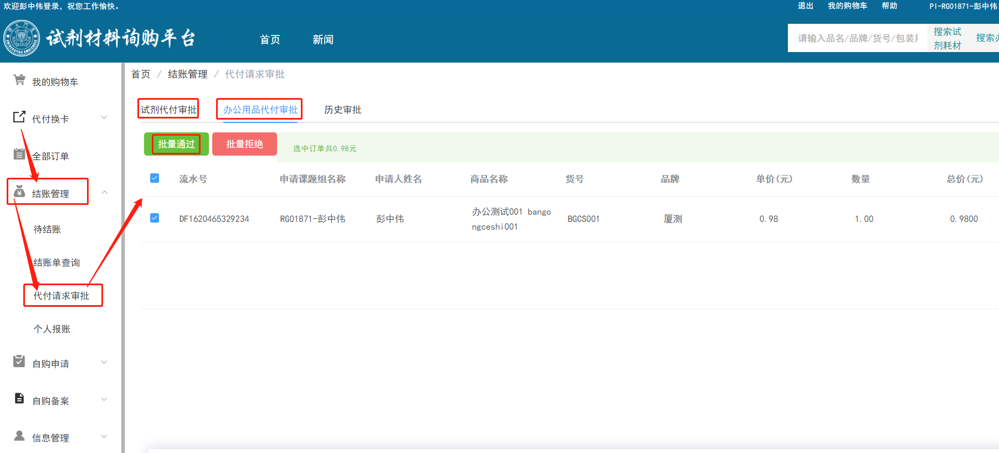 欢迎彭中伟登录，祝您工作愉快。
退出 我的购物车 帮助 PI-RG01871-彭中伟
试剂材料询购平台
首页 新闻
请输入品名/品牌/货号/包装规
搜索试
剂耗材
搜索办
我的购物车
代付换卡
全部订单
结账管理
待结账
结账单查询
代付请求审批
个人报账
自购申请
自购备案
信息管理
首页 / 结账管理 / 代付请求审批
试剂代付审批 办公用品代付审批 历史审批
批量通过 批量拒绝 选中订单共0.98元
流水号 申请课题组名称 申请人姓名 商品名称 货号 品牌 单价(元) 数量 总价(元)
DF1620465329234 RG01871-彭中伟 彭中伟 办公测试001 bango
ngceshi001 BGCS001 厦测 0.98 1.00 0.9800